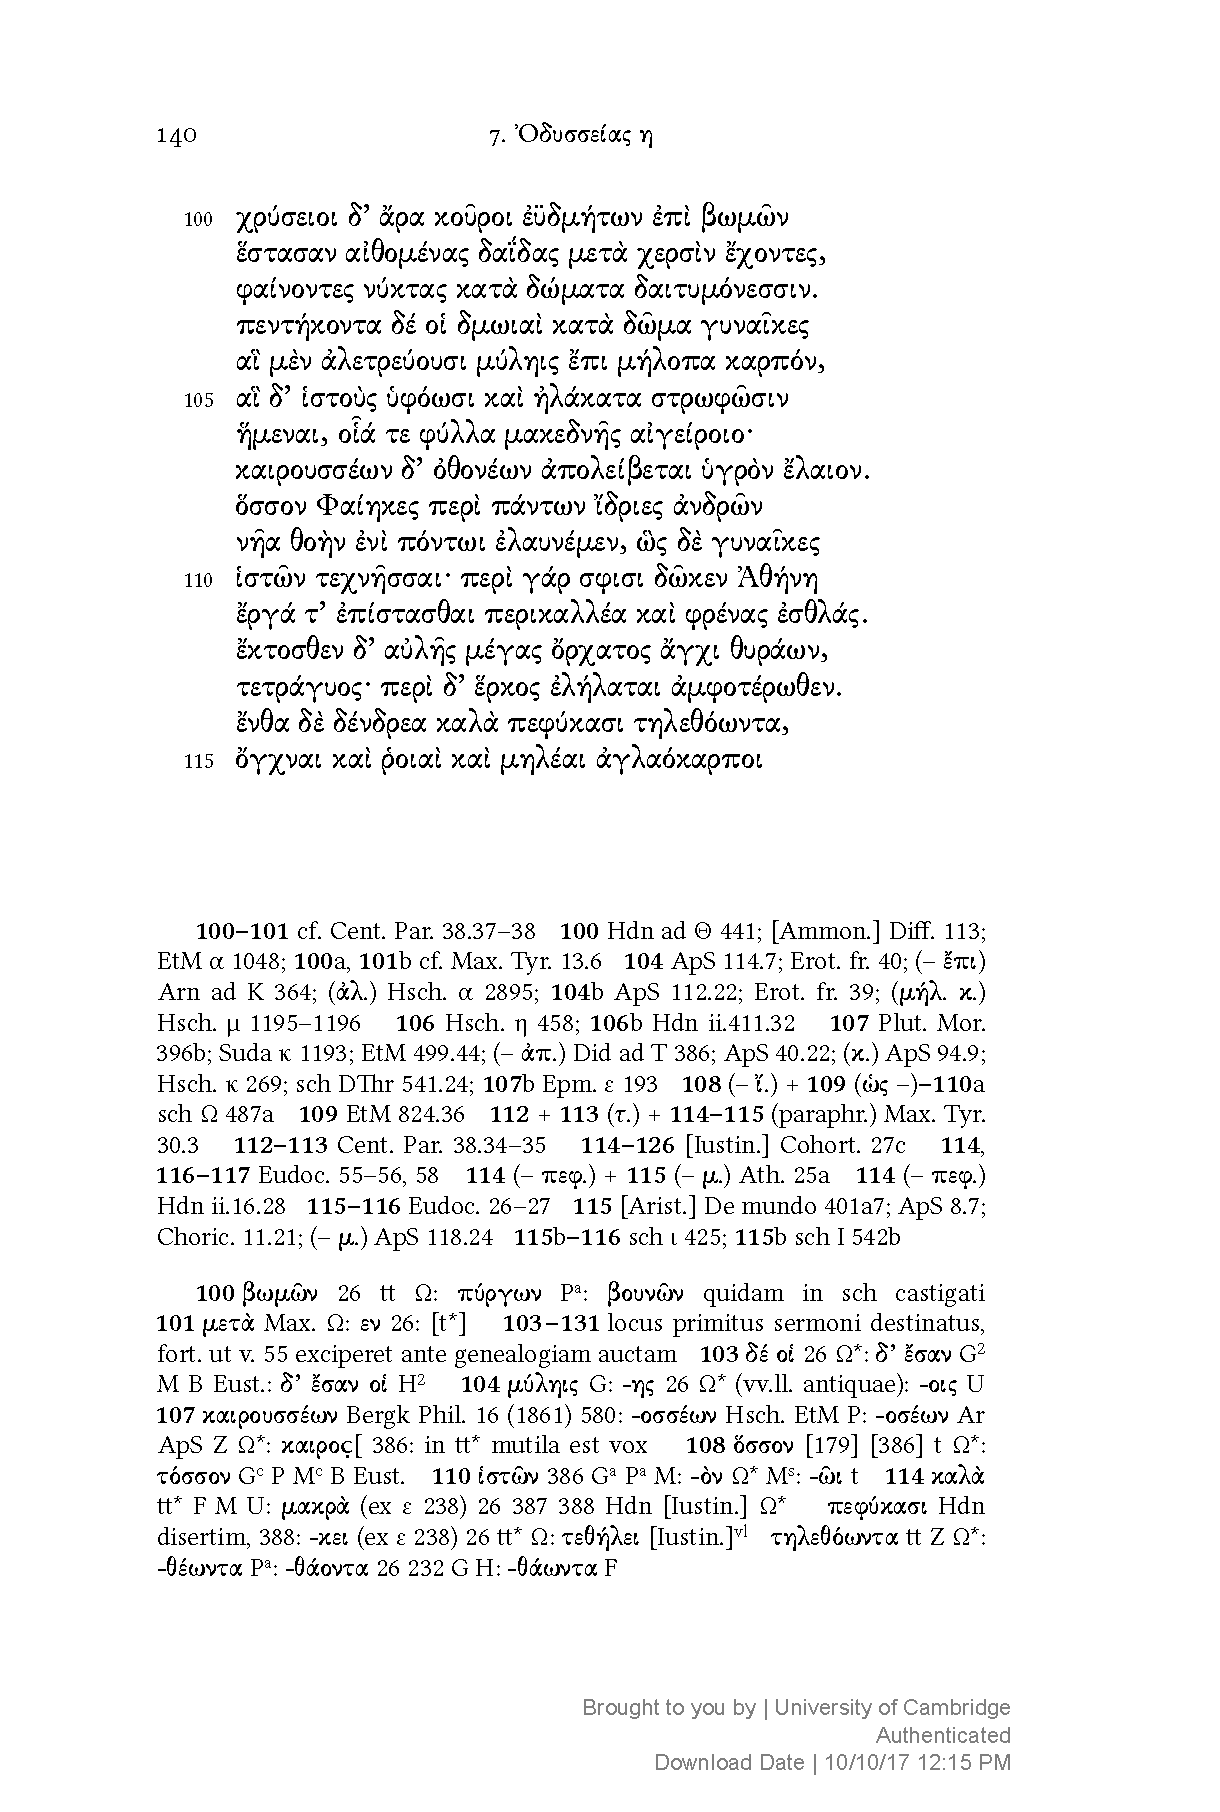 140 7. Ὀδυσσείας η
100 χρύσειοι δ’ ἄρα κοῦροι ἐϋδμήτων ἐπὶ βωμῶν
ἕστασαν αἰθομένας δαΐδας μετὰ χερσὶν ἔχοντες,
φαίνοντες νύκτας κατὰ δώματα δαιτυμόνεσσιν.
πεντήκοντα δέ οἱ δμωιαὶ κατὰ δῶμα γυναῖκες
αἳ μὲν ἀλετρεύουσι μύληις ἔπι μήλοπα καρπόν,
105 αἳ δ’ ἱστοὺς ὑφόωσι καὶ ἠλάκατα στρωφῶσιν
ἥμεναι, οἷά τε φύλλα μακεδνῆς αἰγείροιο·
καιρουσσέων δ’ ὀθονέων ἀπολείβεται ὑγρὸν ἔλαιον.
ὅσσον Φαίηκες περὶ πάντων ἴδριες ἀνδρῶν
νῆα θοὴν ἐνὶ πόντωι ἐλαυνέμεν, ὣς δὲ γυναῖκες
110 ἱστῶν τεχνῆσσαι· περὶ γάρ σφισι δῶκεν Ἀθήνη
ἔργά τ’ ἐπίστασθαι περικαλλέα καὶ φρένας ἐσθλάς.
ἔκτοσθεν δ’ αὐλῆς μέγας ὄρχατος ἄγχι θυράων,
τετράγυος· περὶ δ’ ἕρκος ἐλήλαται ἀμφοτέρωθεν.
ἔνθα δὲ δένδρεα καλὰ πεφύκασι τηλεθόωντα,
115 ὄγχναι καὶ ῥοιαὶ καὶ μηλέαι ἀγλαόκαρποι
100–101 cf. Cent. Par. 38.37–38 100 Hdn ad Θ 441; [Ammon.] Diff. 113;
EtM α 1048; 100a, 101b cf. Max. Tyr. 13.6 104 ApS 114.7; Erot. fr. 40; (– ἔπι)
Arn ad K 364; (ἀλ.) Hsch. α 2895; 104b ApS 112.22; Erot. fr. 39; (μήλ. κ.)
Hsch. μ 1195–1196 106 Hsch. η 458; 106b Hdn ii.411.32 107 Plut. Mor.
396b; Suda κ 1193; EtM 499.44; (– ἀπ.) Did ad T 386; ApS 40.22; (κ.) ApS 94.9;
Hsch. κ 269; sch DThr 541.24; 107b Epm. ε 193 108 (– ἴ.) + 109 (ὡς –)–110a
sch Ω 487a 109 EtM 824.36 112 + 113 (τ.) + 114–115 (paraphr.) Max. Tyr.
30.3 112–113 Cent. Par. 38.34–35 114–126 [Iustin.] Cohort. 27c 114,
116–117 Eudoc. 55–56, 58 114 (– πεφ.) + 115 (– μ.) Ath. 25a 114 (– πεφ.)
Hdn ii.16.28 115–116 Eudoc. 26–27 115 [Arist.] De mundo 401a7; ApS 8.7;
Choric. 11.21; (– μ.) ApS 118.24 115b–116 sch ι 425; 115b sch I 542b
100 βωμῶν 26 tt Ω: πύργων Pᵃ: βουνῶν quidam in sch castigati
101 μετὰ Max. Ω: εν 26: [t*] 103–131 locus primitus sermoni destinatus,
fort. ut v. 55 exciperet ante genealogiam auctam 103 δέ οἱ 26 Ω*: δ’ ἔσαν G²
M B Eust.: δ’ ἔσαν οἱ H² 104 μύληις G: -ης 26 Ω* (vv.ll. antiquae): -οις U
107 καιρουσσέων Bergk Phil. 16 (1861) 580: -οσσέων Hsch. EtM P: -οσέων Ar
ApS Z Ω*: καιρος̣[ 386: in tt* mutila est vox 108 ὅσσον [179] [386] t Ω*:
τόσσον Gᶜ P Mᶜ B Eust. 110 ἱστῶν 386 Gᵃ Pᵃ M: -ὸν Ω* Mˢ: -ῶι t 114 καλὰ
tt* F M U: μακρὰ (ex ε 238) 26 387 388 Hdn [Iustin.] Ω* πεφύκασι Hdn
disertim, 388: -κει (ex ε 238) 26 tt* Ω: τεθήλει [Iustin.]ᵛˡ τηλεθόωντα tt Z Ω*:
-θέωντα Pᵃ: -θάοντα 26 232 G H: -θάωντα F
Brought to you by | University of Cambridge
Authenticated
Download Date | 10/10/17 12:15 PM